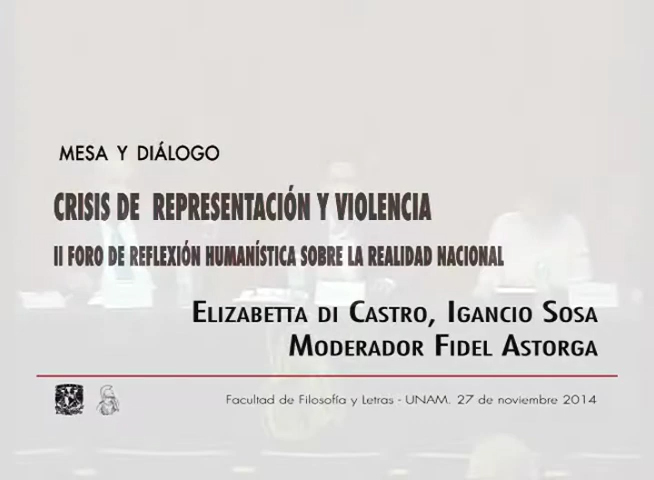 MESA Y DIÁLOGO
CRISIS DE REPRESENTACIÓN Y VIOLENCIA
II FORO DE REFLEXIÓN HUMANÍSTICA SOBRE LA REALIDAD NACIONAL
ELIZABETTA DI CASTRO, IGANCIO SOSA
MODERADOR FIDEL ASTORGA
Facultad de Filosofía y Letras - UNAM. 27 de noviembre 2014